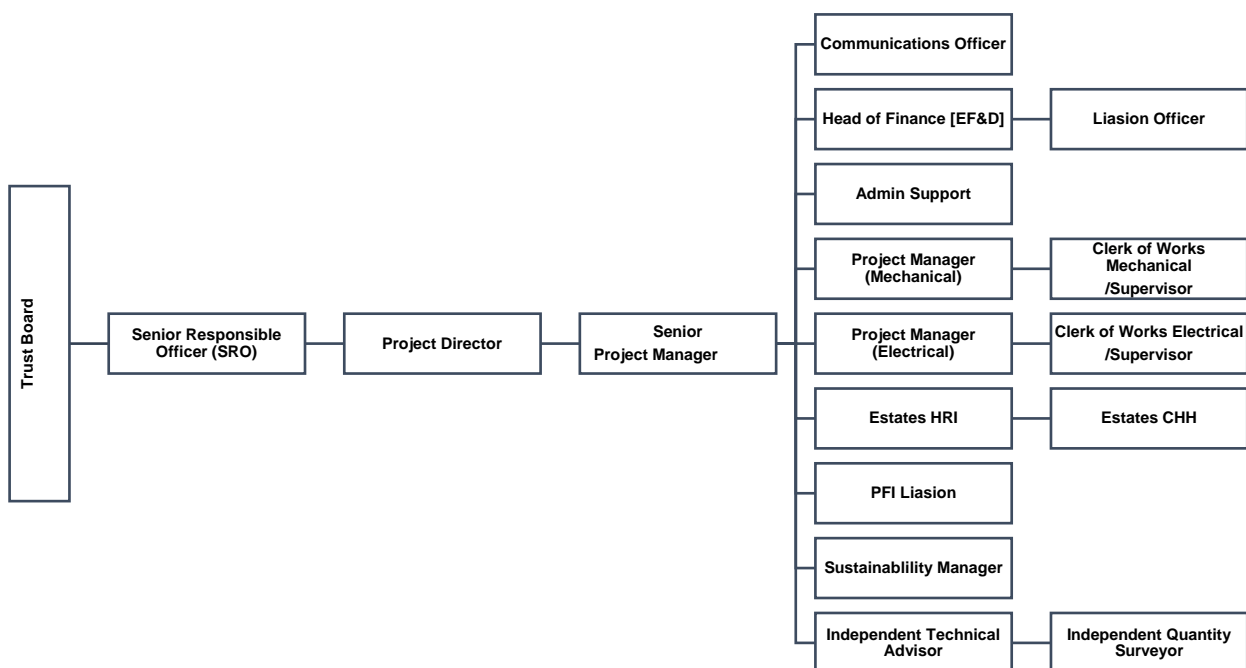 Communications Officer
Head of Finance [EF&D]
Liasion Officer
Admin Support
Project Manager
(Mechanical)
Clerk of Works
Mechanical
/Supervisor
Trust Board
Senior Responsible
Officer (SRO)
Project Director
Senior
Project Manager
Project Manager
(Electrical)
Clerk of Works Electrical
/Supervisor
Estates HRI
Estates CHH
PFI Liasion
Sustainablility Manager
Independent Technical
Advisor
Independent Quantity
Surveyor